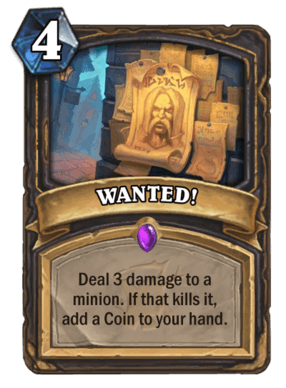 4
WANTED!
Deal 3 damage to a
minion. If that kills it,
add a Coin to your hand.